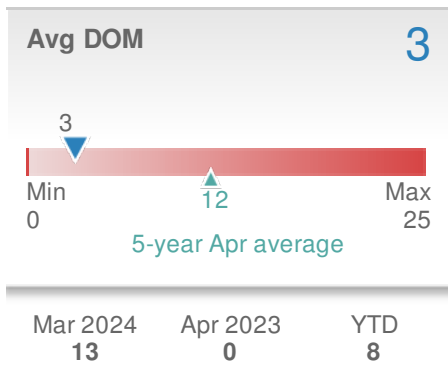 Avg DOM 3
3
Min Max
12
0 25
5-year Apr average
Mar 2024 Apr 2023 YTD
13 0 8